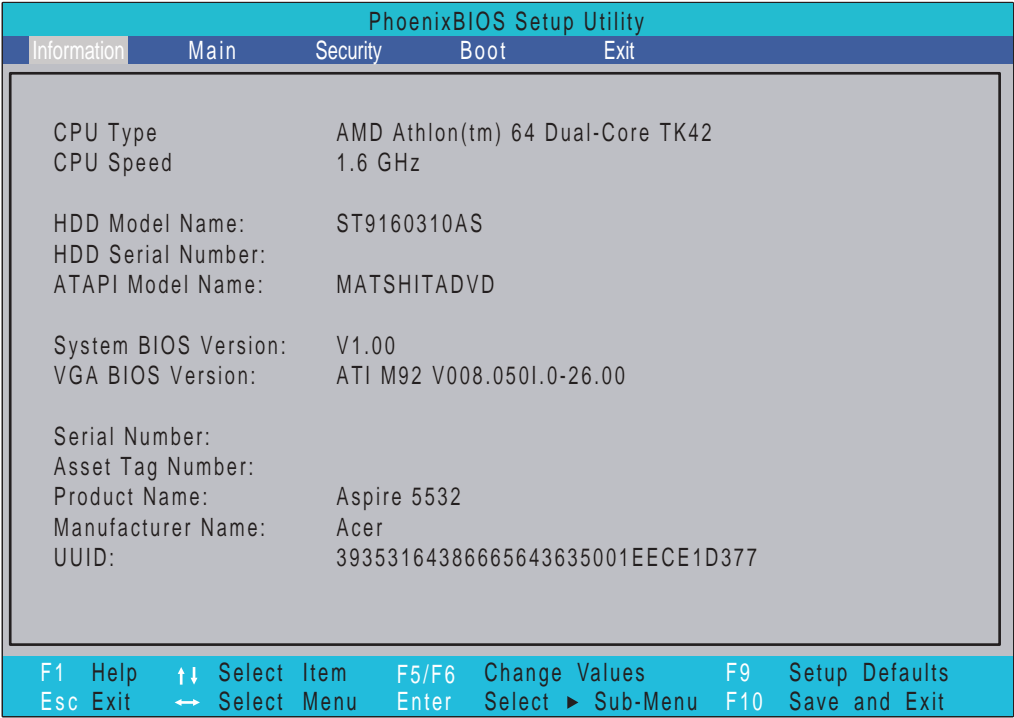 PhoenixBIOS Setup Utility
Information Main Security Boot Exit
CPU Type AMD Athlon(tm) 64 Dual-Core TK42
CPU Speed 1.6 GHz
HDD Model Name: ST9160310AS
HDD Serial Number:
ATAPI Model Name: MATSHITADVD
System BIOS Version: V1.00
VGA BIOS Version: ATI M92 V008.050I.0-26.00
Serial Number:
Asset Tag Number:
Product Name: Aspire 5532
Manufacturer Name: Acer
UUID: 39353164386665643635001EECE1D377
F1 Help ↑↓ Select Item F5/F6 Change Values F9 Setup Defaults
Esc Exit ↔ Select Menu Enter Select ► Sub-Menu F10 Save and Exit